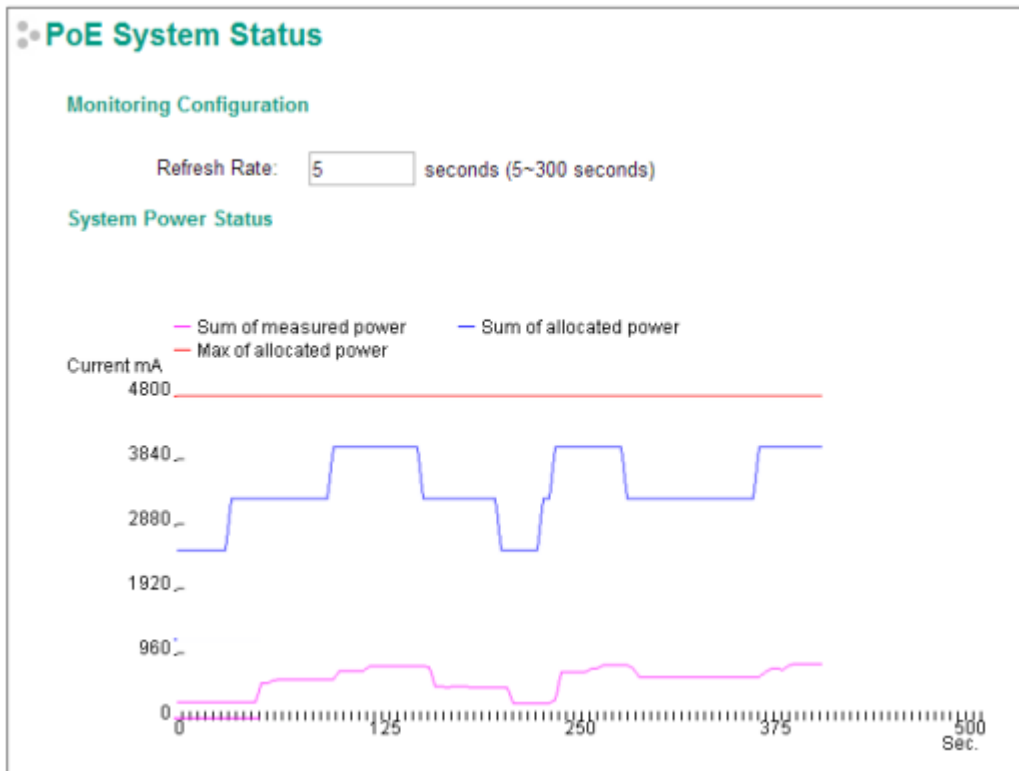 PoE System Status
Monitoring Configuration
Refresh Rate: 5 seconds (5~300 seconds)
System Power Status
Sum of measured power Sum of allocated power
Max of allocated power
Current mA
4800
3840
2880
1920
960
0
0 125 250 375 500
Sec.